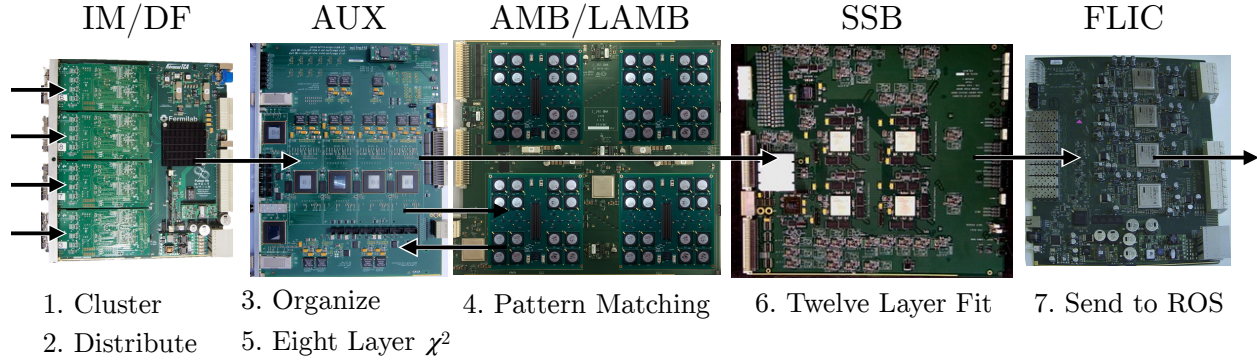 IM/DF
AUX
AMB/LAMB
SSB
FLIC
Fermilab
1. Cluster
2. Distribute
3. Organize
5. Eight Layer χ²
4. Pattern Matching
6. Twelve Layer Fit
7. Send to ROS